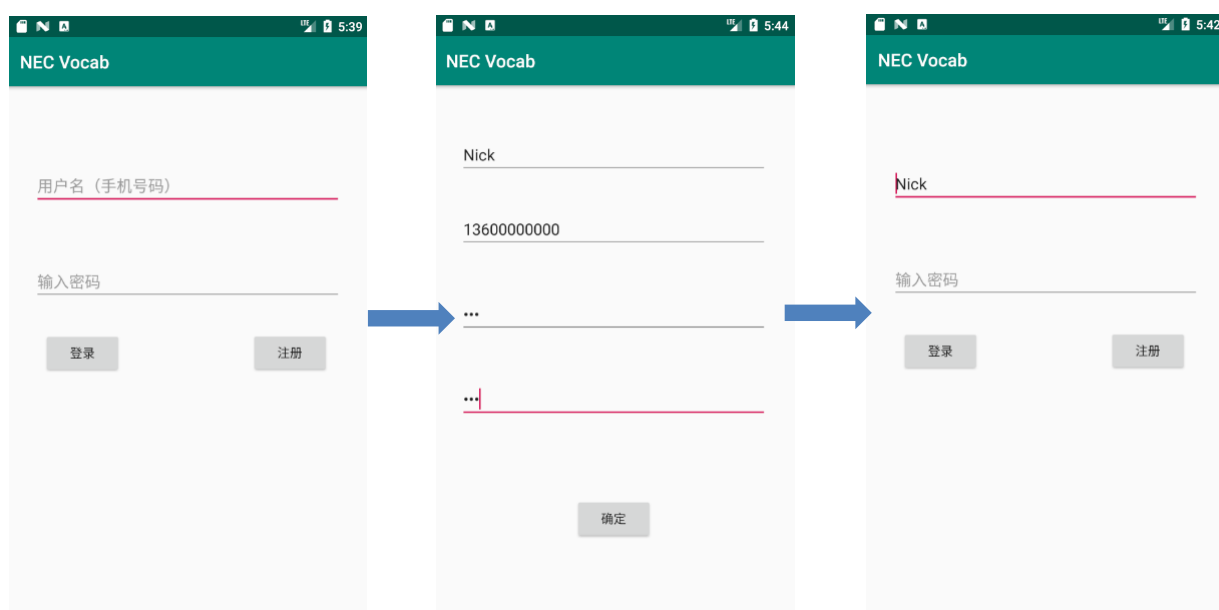 5:39
NEC Vocab
用户名（手机号码）
输入密码
登录
注册
5:44
NEC Vocab
Nick
13600000000
•••
•••
确定
5:42
NEC Vocab
Nick
输入密码
登录
注册